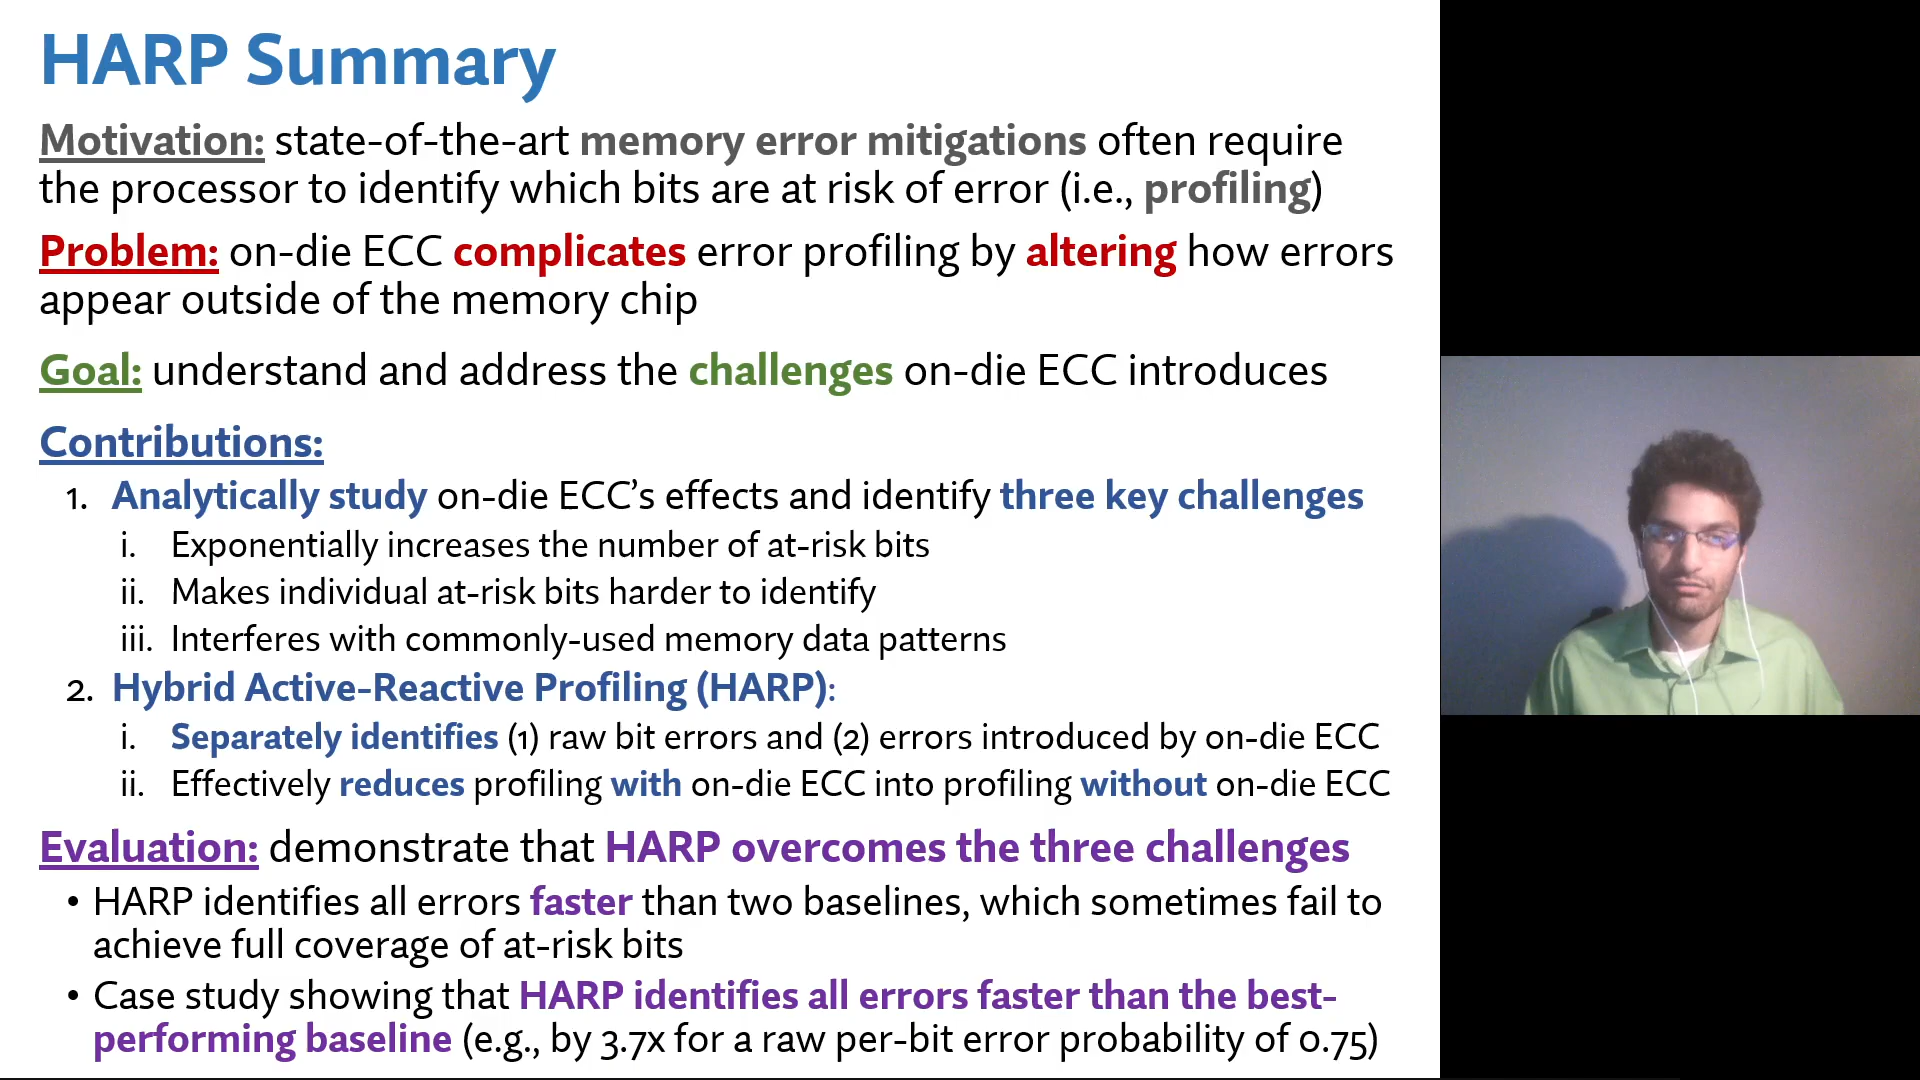 HARP Summary
Motivation: state-of-the-art memory error mitigations often require
the processor to identify which bits are at risk of error (i.e., profiling)
Problem: on-die ECC complicates error profiling by altering how errors
appear outside of the memory chip
Goal: understand and address the challenges on-die ECC introduces
Contributions:
1. Analytically study on-die ECC’s effects and identify three key challenges
i. Exponentially increases the number of at-risk bits
ii. Makes individual at-risk bits harder to identify
iii. Interferes with commonly-used memory data patterns
2. Hybrid Active-Reactive Profiling (HARP):
i. Separately identifies (1) raw bit errors and (2) errors introduced by on-die ECC
ii. Effectively reduces profiling with on-die ECC into profiling without on-die ECC
Evaluation: demonstrate that HARP overcomes the three challenges
• HARP identifies all errors faster than two baselines, which sometimes fail to
achieve full coverage of at-risk bits
• Case study showing that HARP identifies all errors faster than the best-
performing baseline (e.g., by 3.7x for a raw per-bit error probability of 0.75)